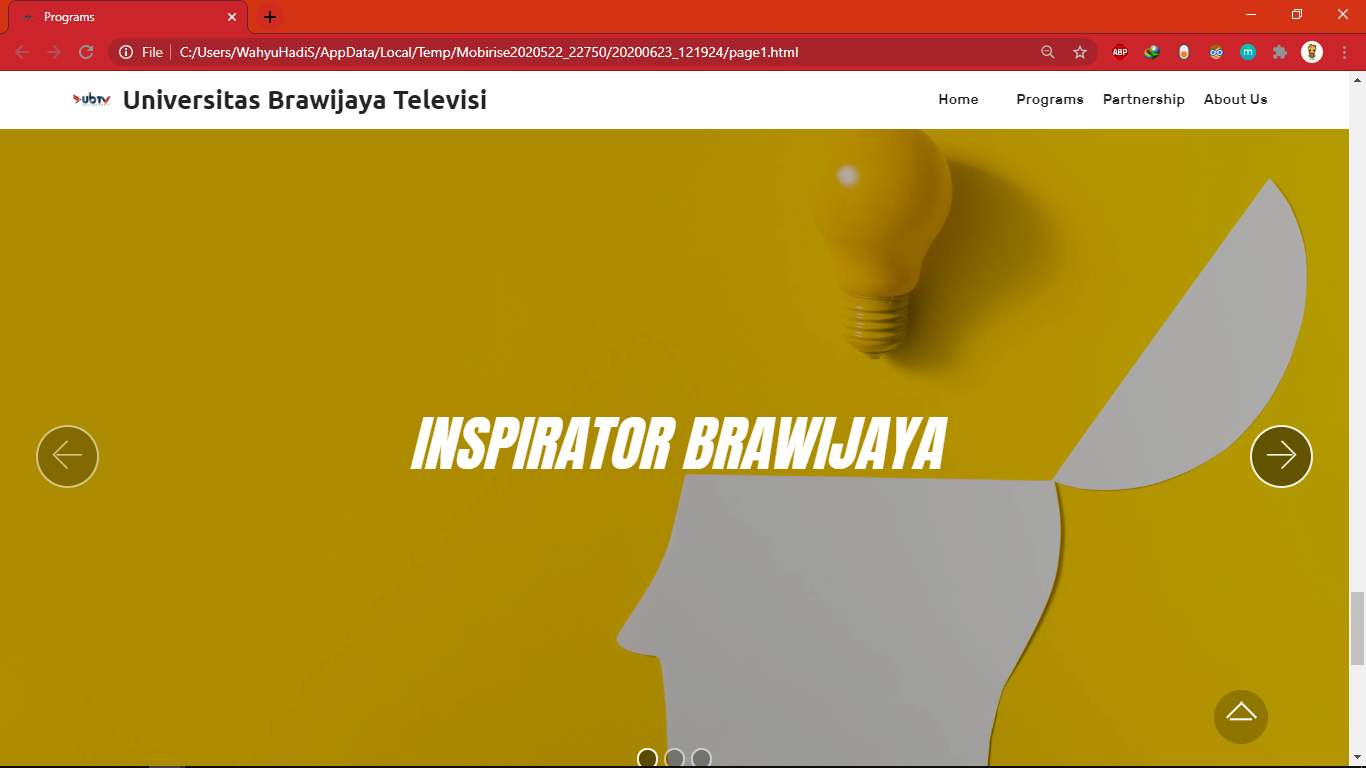 Programs
File
C:/Users/WahyuHadiS/AppData/Local/Temp/Mobirise2020522_22750/20200623_121924/page1.html
ABP
m
ubTV
Universitas Brawijaya Televisi
Home
Programs
Partnership
About Us
INSPIRATOR BRAWIJAYA